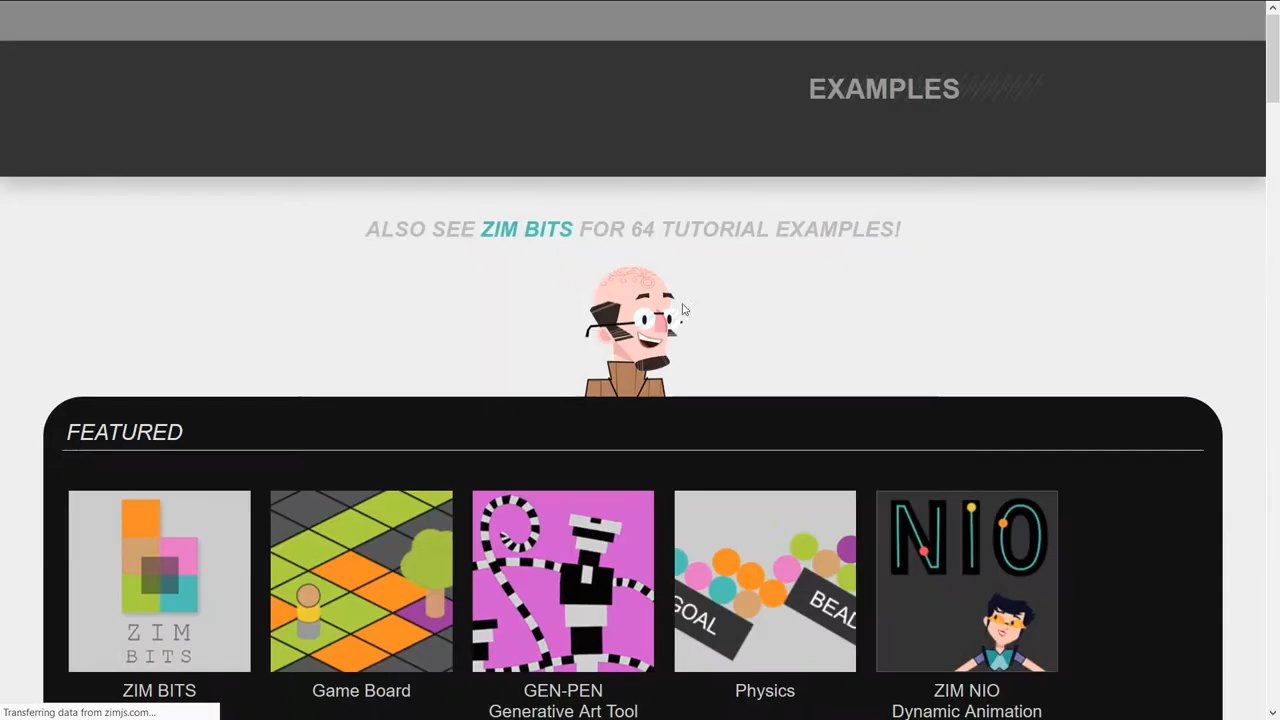 EXAMPLES
ALSO SEE ZIM BITS FOR 64 TUTORIAL EXAMPLES!
FEATURED
ZIM
BITS
GOAL
BEAD
NIO
ZIM BITS
Game Board
GEN-PEN
Generative Art Tool
Physics
ZIM NIO
Dynamic Animation
Transferring data from zimjs.com...